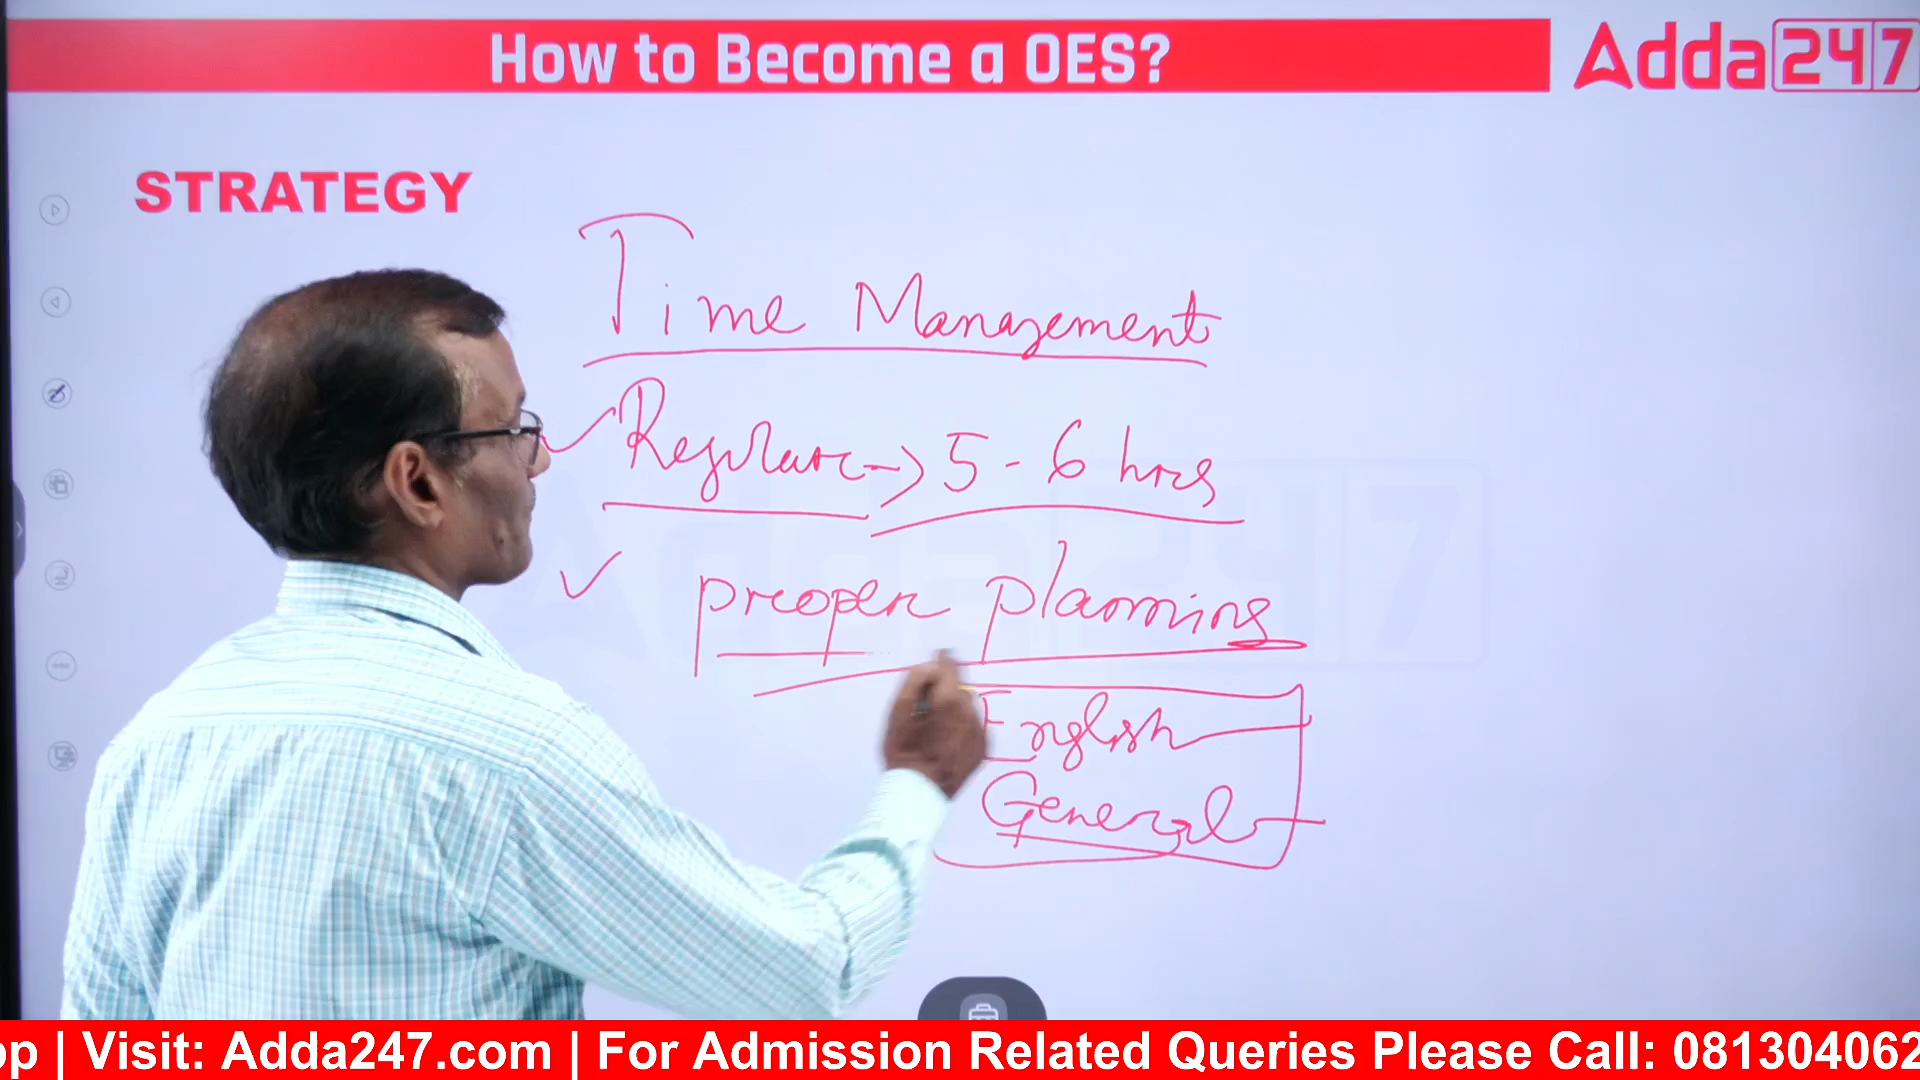 How to Become a OES?
Adda247
STRATEGY
Time Management
Regular -> 5 - 6 hrs
proper planning
English
General
pp | Visit: Adda247.com | For Admission Related Queries Please Call: 081304062